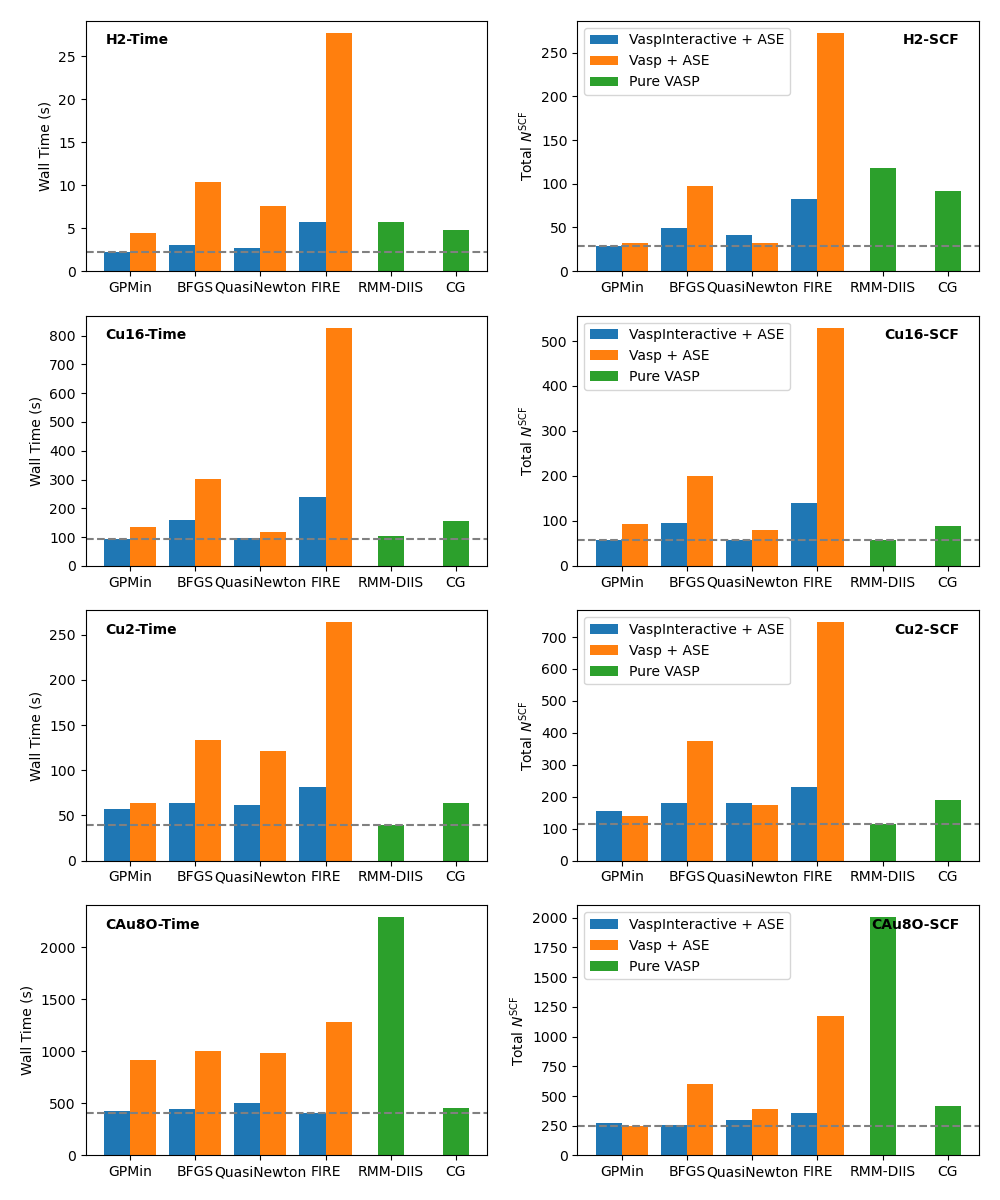 H2-Time
Wall Time (s)
25
20
15
10
5
0
GPMin BFGS QuasiNewton FIRE RMM-DIIS CG
VaspInteractive + ASE
Vasp + ASE
Pure VASP
H2-SCF
Total N^SCF
250
200
150
100
50
0
GPMin BFGS QuasiNewton FIRE RMM-DIIS CG
Cu16-Time
Wall Time (s)
800
700
600
500
400
300
200
100
0
GPMin BFGS QuasiNewton FIRE RMM-DIIS CG
VaspInteractive + ASE
Vasp + ASE
Pure VASP
Cu16-SCF
Total N^SCF
500
400
300
200
100
0
GPMin BFGS QuasiNewton FIRE RMM-DIIS CG
Cu2-Time
Wall Time (s)
250
200
150
100
50
0
GPMin BFGS QuasiNewton FIRE RMM-DIIS CG
VaspInteractive + ASE
Vasp + ASE
Pure VASP
Cu2-SCF
Total N^SCF
700
600
500
400
300
200
100
0
GPMin BFGS QuasiNewton FIRE RMM-DIIS CG
CAu8O-Time
Wall Time (s)
2000
1500
1000
500
0
GPMin BFGS QuasiNewton FIRE RMM-DIIS CG
VaspInteractive + ASE
Vasp + ASE
Pure VASP
CAu8O-SCF
Total N^SCF
2000
1750
1500
1250
1000
750
500
250
0
GPMin BFGS QuasiNewton FIRE RMM-DIIS CG